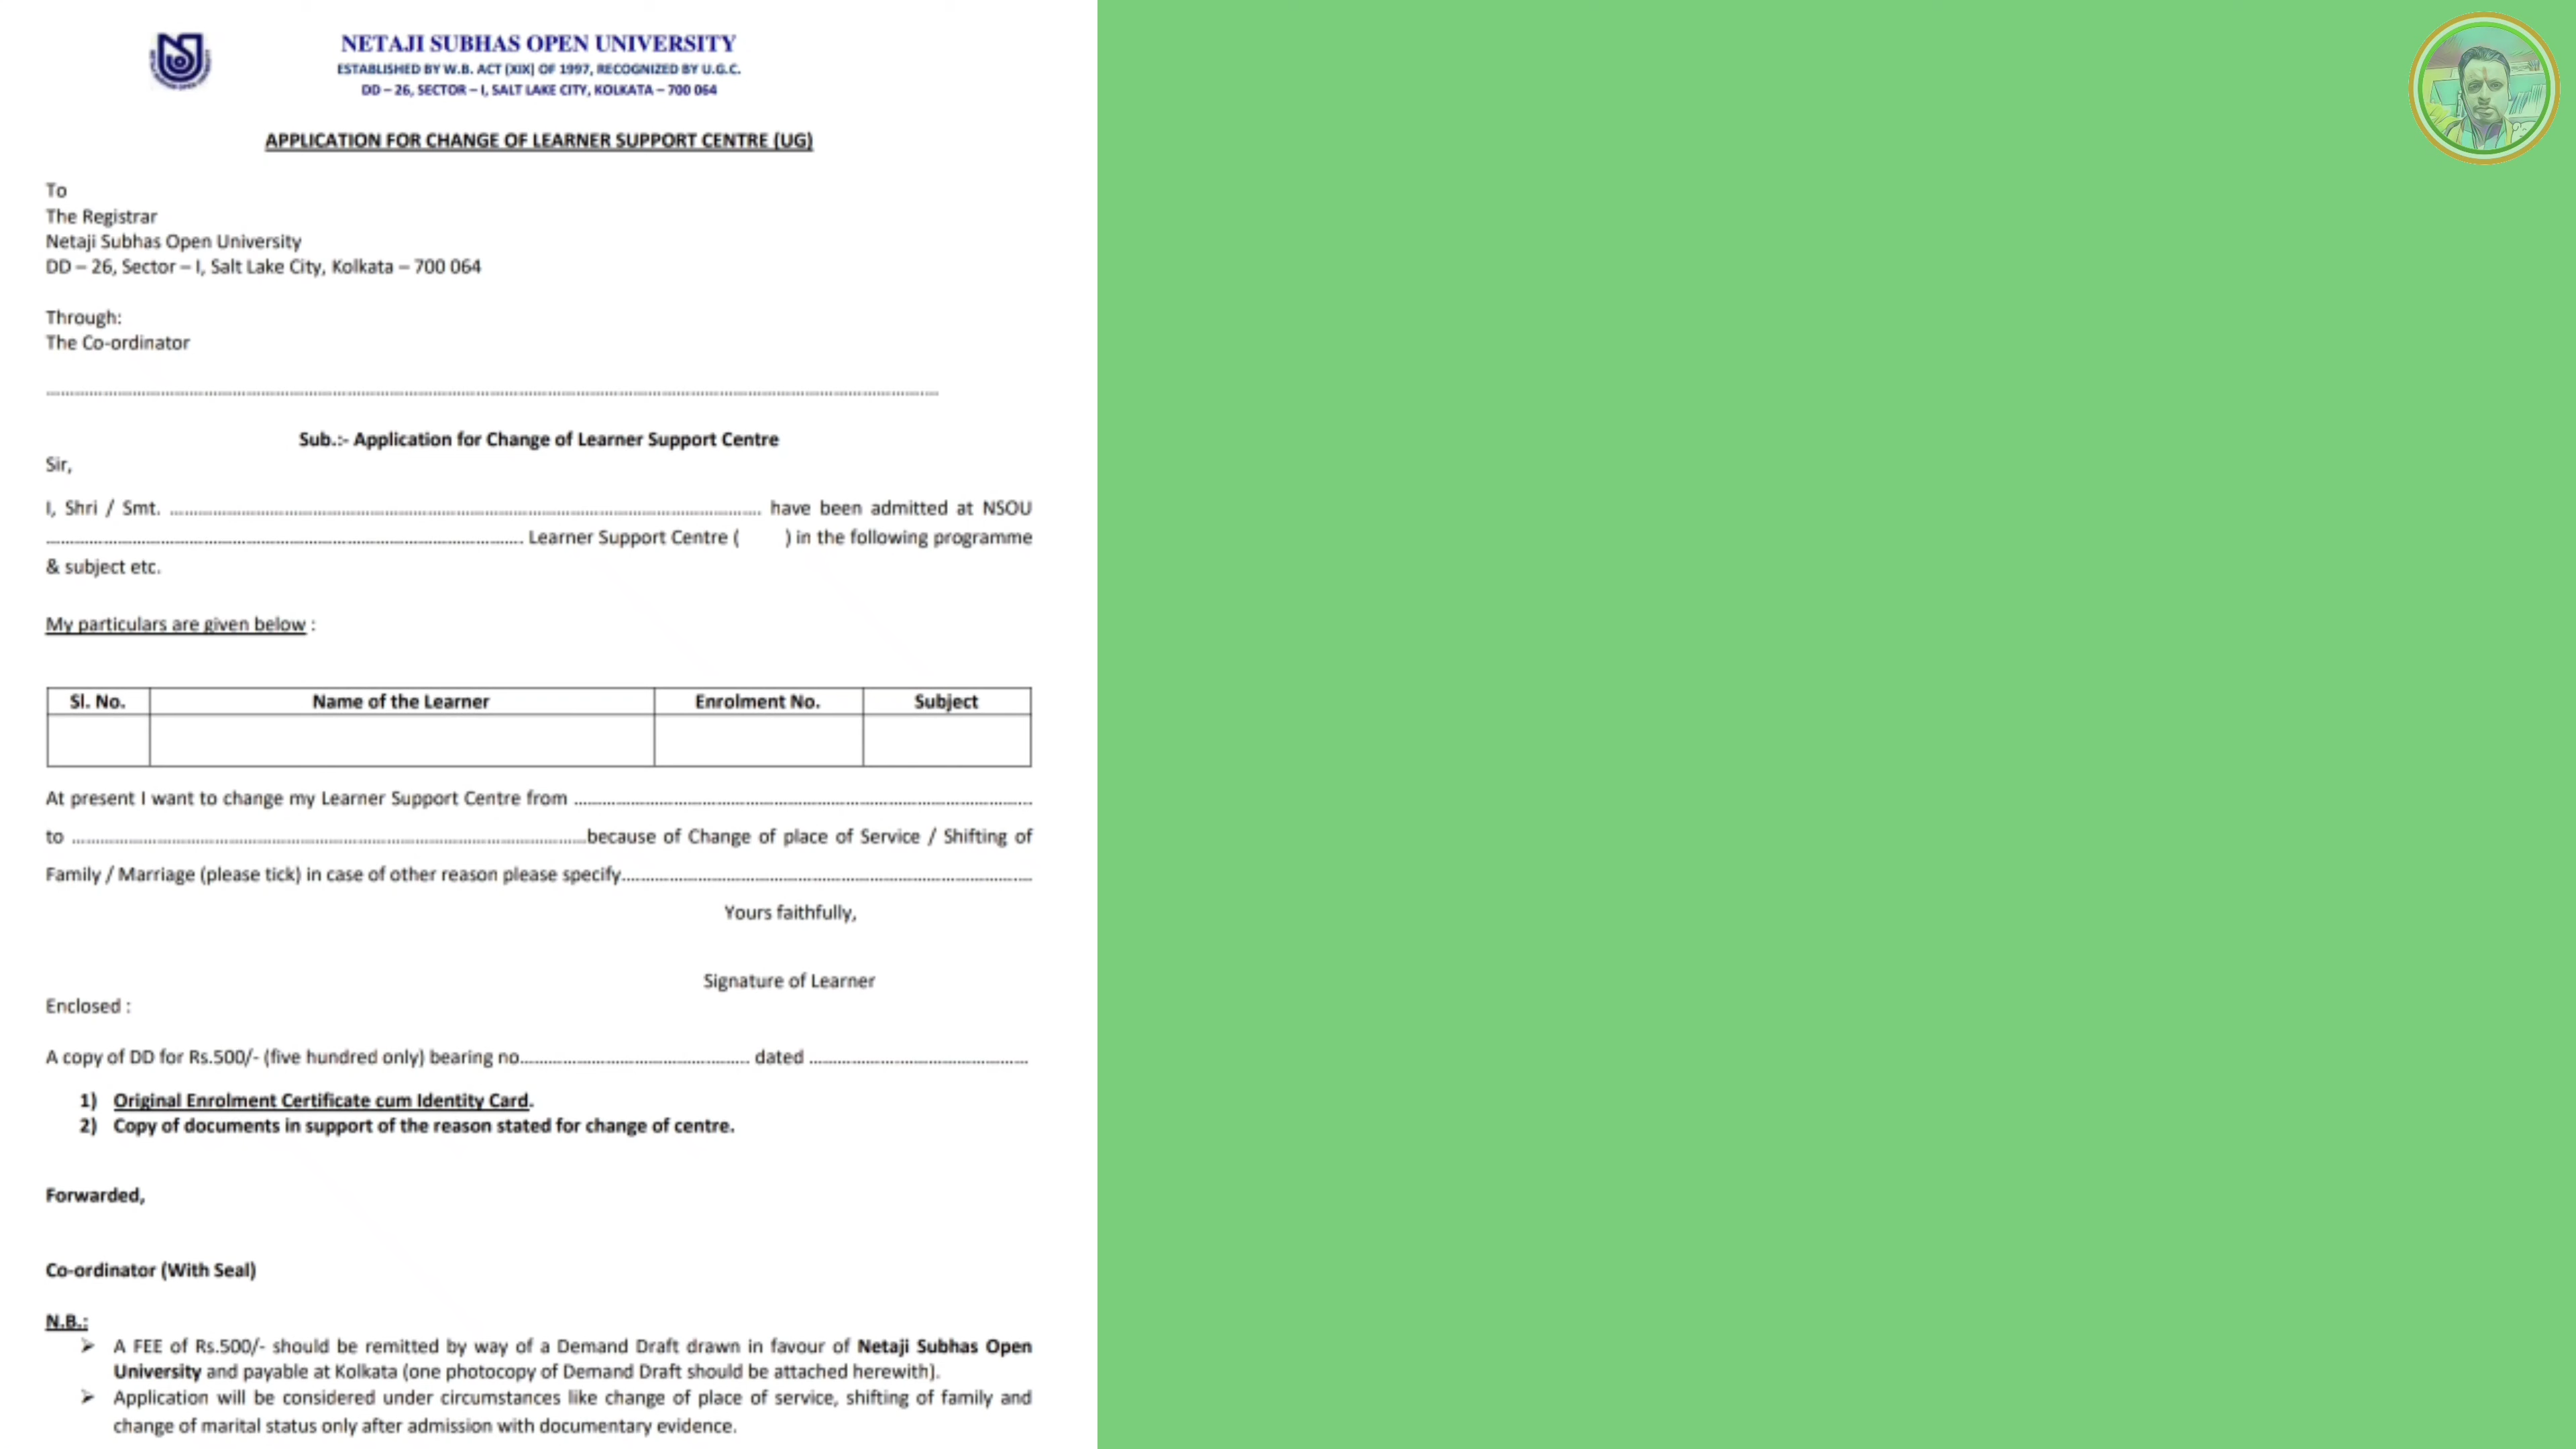 NETAJI SUBHAS OPEN UNIVERSITY
ESTABLISHED BY W.B. ACT (XIX) OF 1997, RECOGNIZED BY U.G.C.
DD – 26, SECTOR – I, SALT LAKE CITY, KOLKATA – 700 064
APPLICATION FOR CHANGE OF LEARNER SUPPORT CENTRE (UG)
To
The Registrar
Netaji Subhas Open University
DD – 26, Sector – I, Salt Lake City, Kolkata – 700 064
Through:
The Co-ordinator
Sub.:- Application for Change of Learner Support Centre
Sir,
I, Shri / Smt. .......................................................... have been admitted at NSOU
.......................................................... Learner Support Centre ( ) in the following programme
& subject etc.
My particulars are given below :
Sl. No. Name of the Learner Enrolment No. Subject
At present I want to change my Learner Support Centre from ..........................................................
to ..........................................................because of Change of place of Service / Shifting of
Family / Marriage (please tick) in case of other reason please specify..........................................................
Yours faithfully,
Signature of Learner
Enclosed :
A copy of DD for Rs.500/- (five hundred only) bearing no............................... dated ...............................
1) Original Enrolment Certificate cum Identity Card.
2) Copy of documents in support of the reason stated for change of centre.
Forwarded,
Co-ordinator (With Seal)
N.B.:
➢ A FEE of Rs.500/- should be remitted by way of a Demand Draft drawn in favour of Netaji Subhas Open
University and payable at Kolkata (one photocopy of Demand Draft should be attached herewith).
➢ Application will be considered under circumstances like change of place of service, shifting of family and
change of marital status only after admission with documentary evidence.